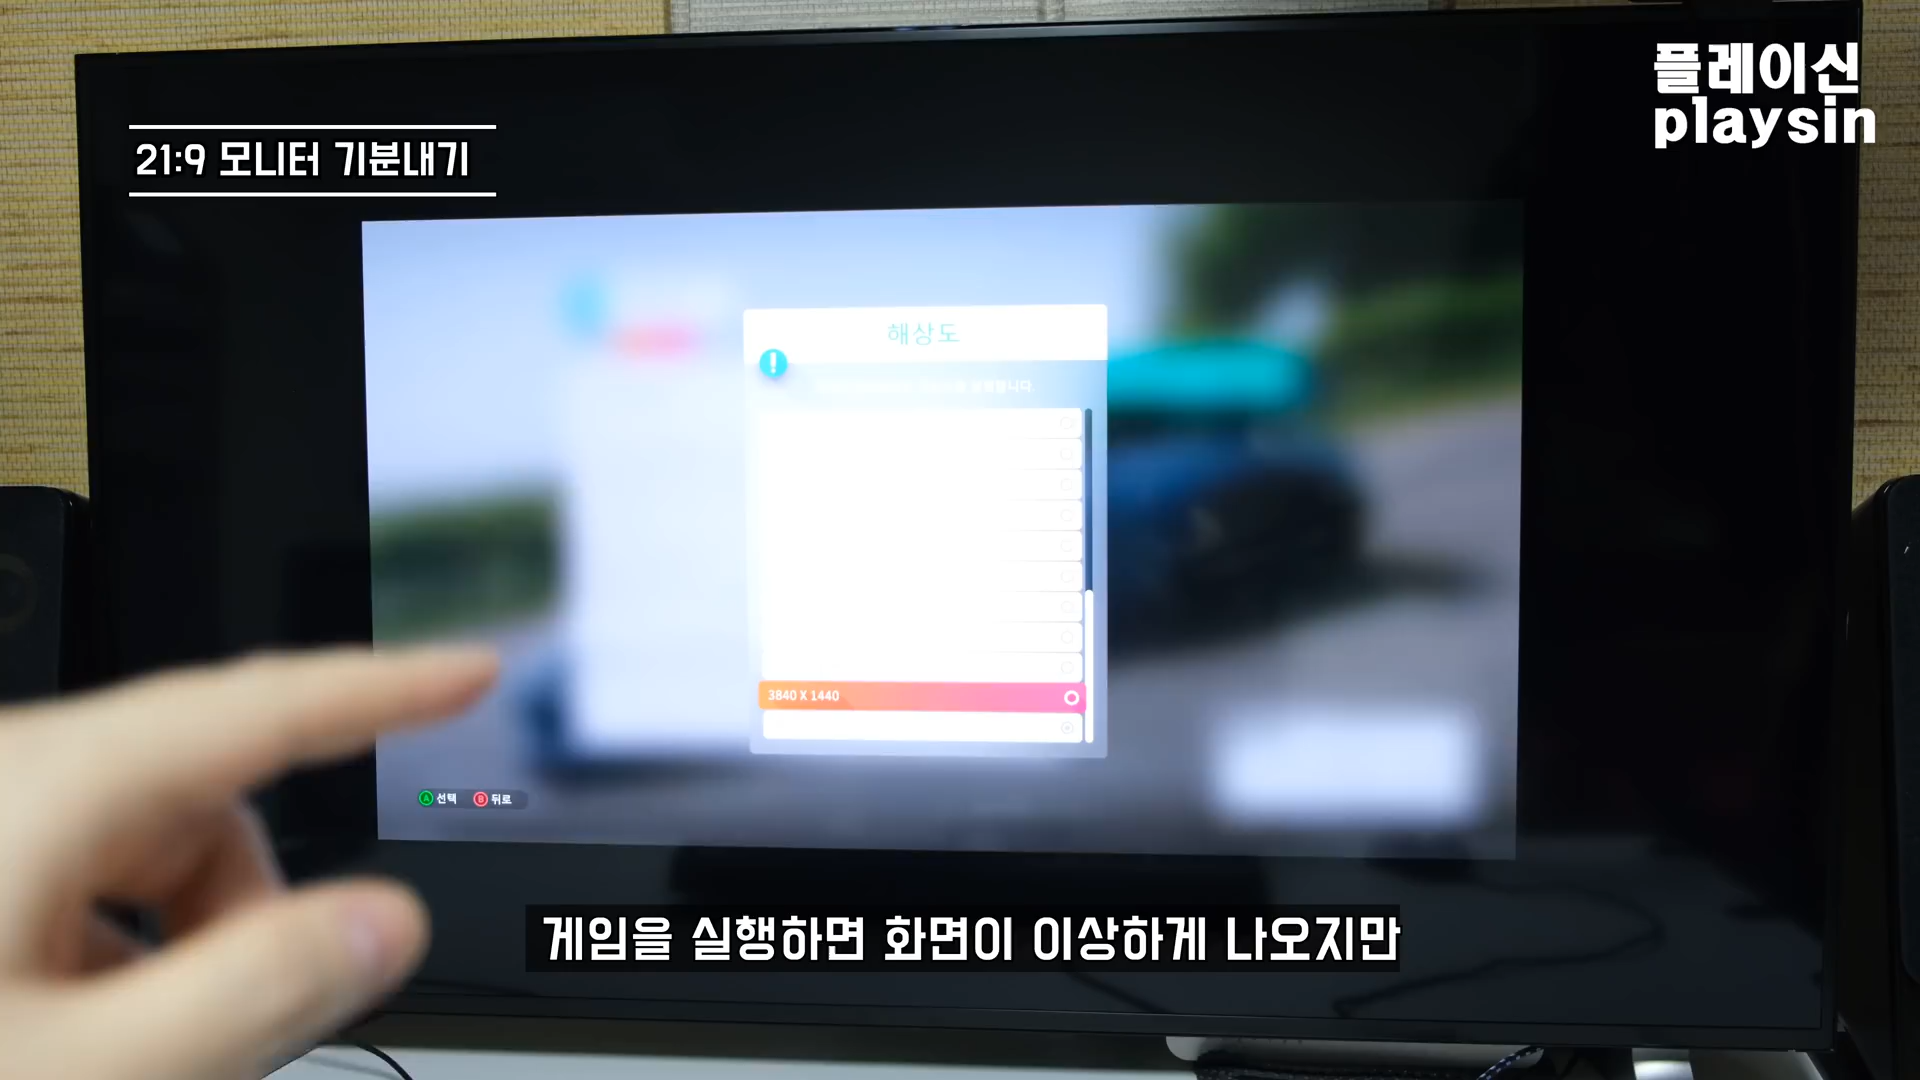 플레이신
playsin
21:9 모니터 기분내기
해상도
3840 X 1440
A 선택 B 뒤로
게임을 실행하면 화면이 이상하게 나오지만